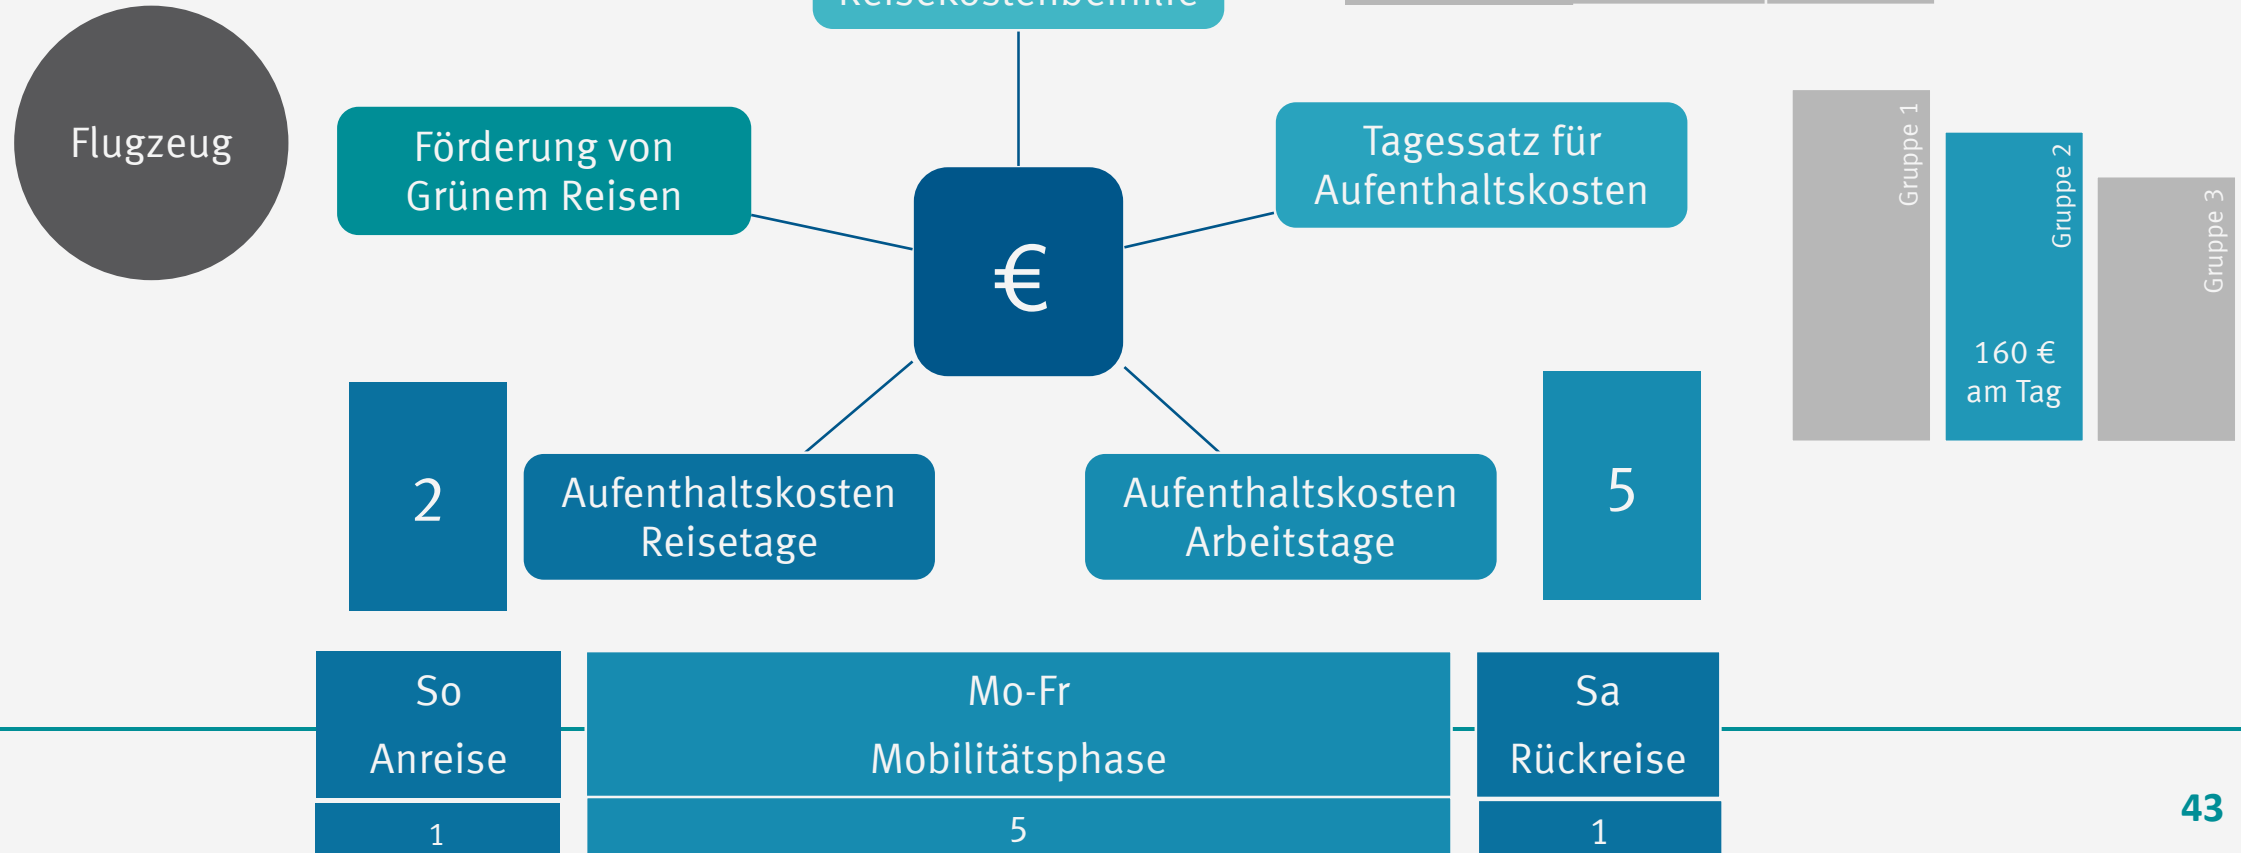 Reisekostenbeihilfe
Flugzeug
Förderung von
Grünem Reisen
Tagessatz für
Aufenthaltskosten
€
Gruppe 1
Gruppe 2
Gruppe 3
160 €
am Tag
2
Aufenthaltskosten
Reisetage
Aufenthaltskosten
Arbeitstage
5
So
Anreise
Mo-Fr
Mobilitätsphase
Sa
Rückreise
1
5
1
43